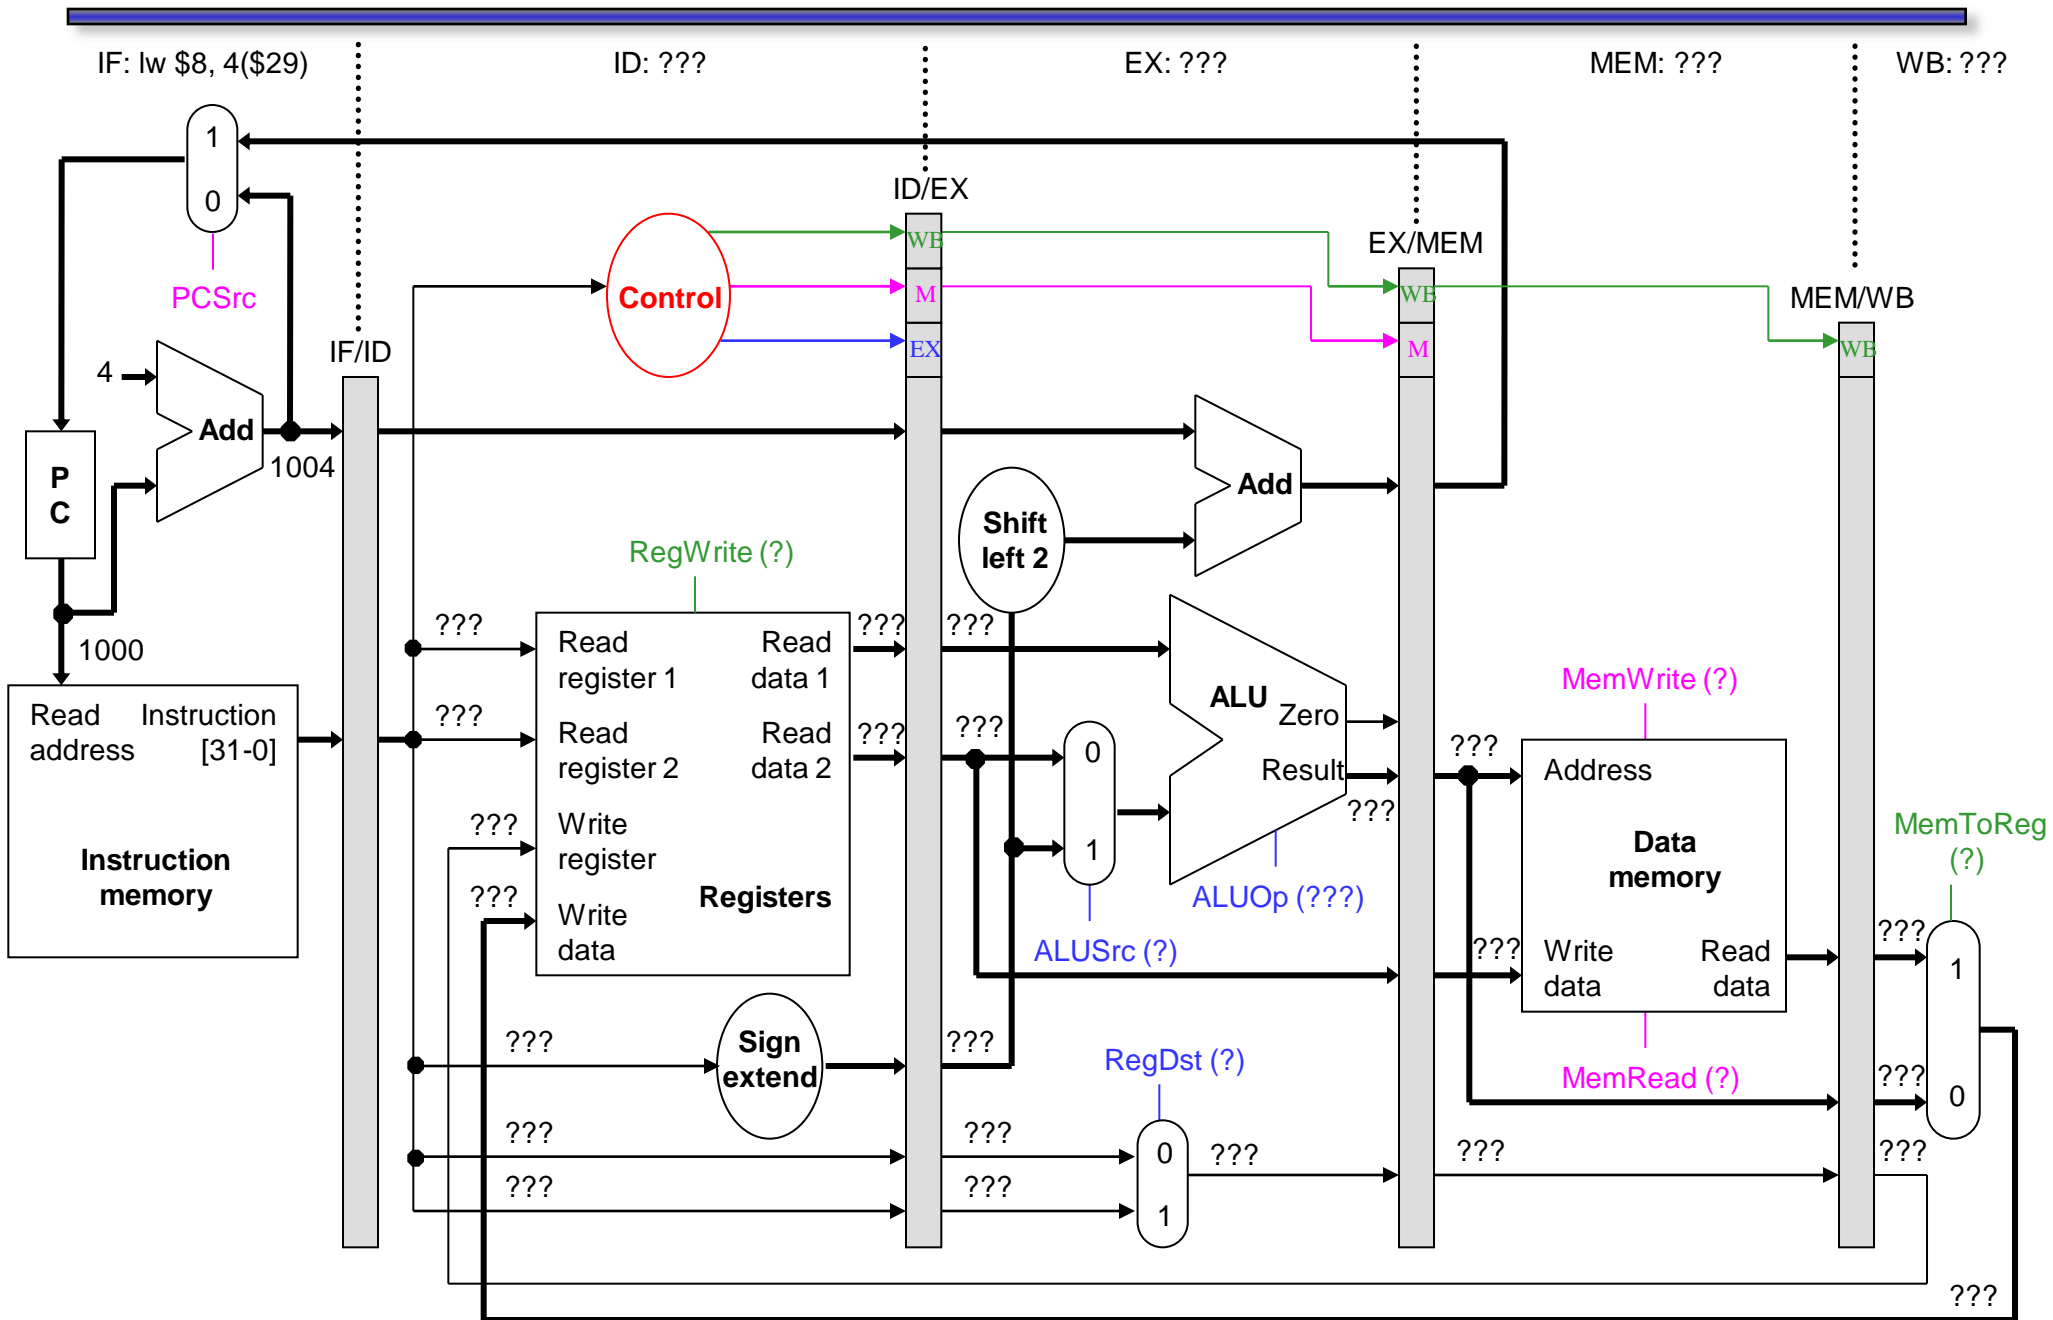 IF: lw $8, 4($29)
ID: ???
EX: ???
MEM: ???
WB: ???
1
0
PCSrc
ID/EX
WB
M
EX
Control
EX/MEM
WB
M
MEM/WB
WB
IF/ID
4
Add
1004
P
C
1000
Add
Shift
left 2
RegWrite (?)
???
Read
register 1
Read
data 1
???
???
???
Read
register 2
Read
data 2
???
???
???
Write
register
???
Write
data
Registers
Read
address
Instruction
[31-0]
Instruction
memory
0
1
ALU
Zero
Result
???
ALUOp (???)
ALUSrc (?)
MemWrite (?)
???
Address
Data
memory
???
Write
data
Read
data
MemRead (?)
MemToReg
(?)
???
1
???
0
???
Sign
extend
???
RegDst (?)
???
???
0
???
???
???
???
???
1
???